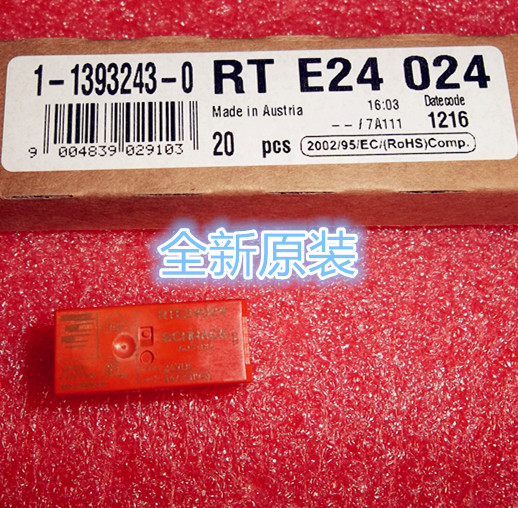 1-1393243-0 RT E24 024
Made in Austria 16:03 Datecode
--/7A111 1216
9 004839 029103 20 pcs 2002/95/EC/(RoHS)Comp.
全新原装
SCHRACK